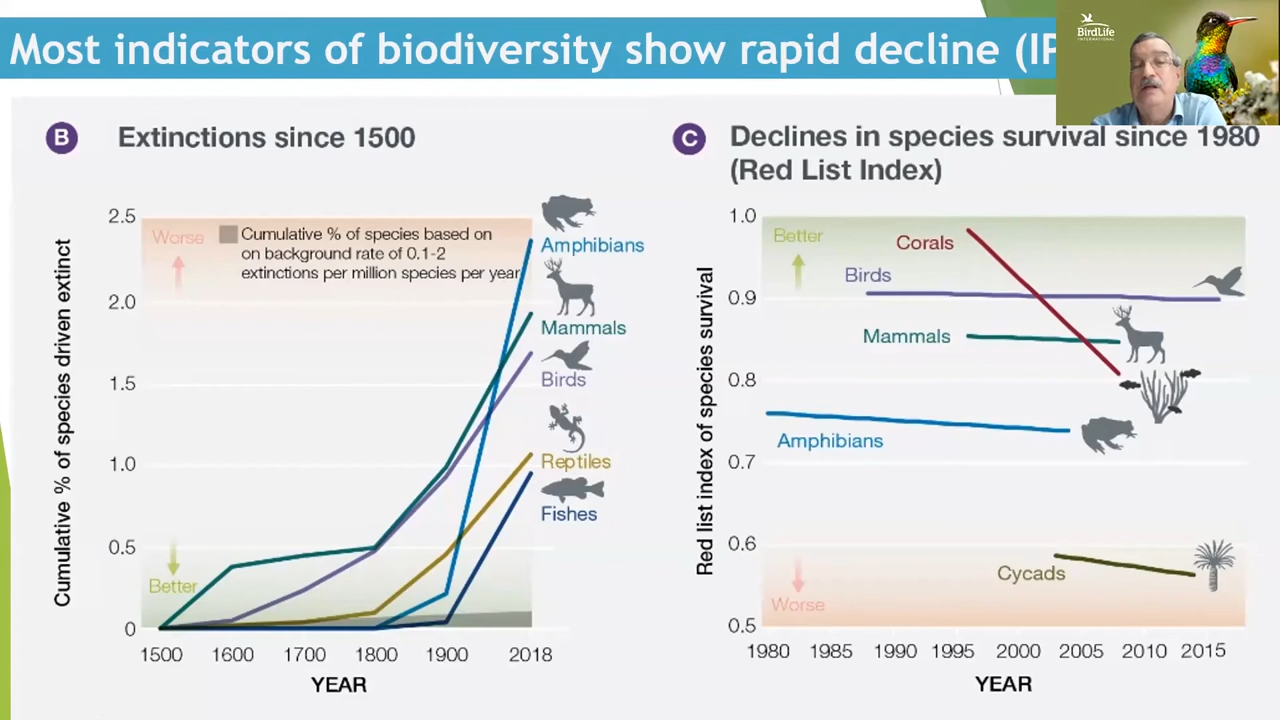 Most indicators of biodiversity show rapid decline (IP
BirdLife
INTERNATIONAL
B
Extinctions since 1500
Cumulative % of species driven extinct
2.5
2.0
1.5
1.0
0.5
0
Worse
Cumulative % of species based on
on background rate of 0.1-2
extinctions per million species per year
Better
Amphibians
Mammals
Birds
Reptiles
Fishes
1500 1600 1700 1800 1900 2018
YEAR
C
Declines in species survival since 1980
(Red List Index)
Red list index of species survival
1.0
0.9
0.8
0.7
0.6
0.5
Better
Corals
Birds
Mammals
Amphibians
Cycads
Worse
1980 1985 1990 1995 2000 2005 2010 2015
YEAR